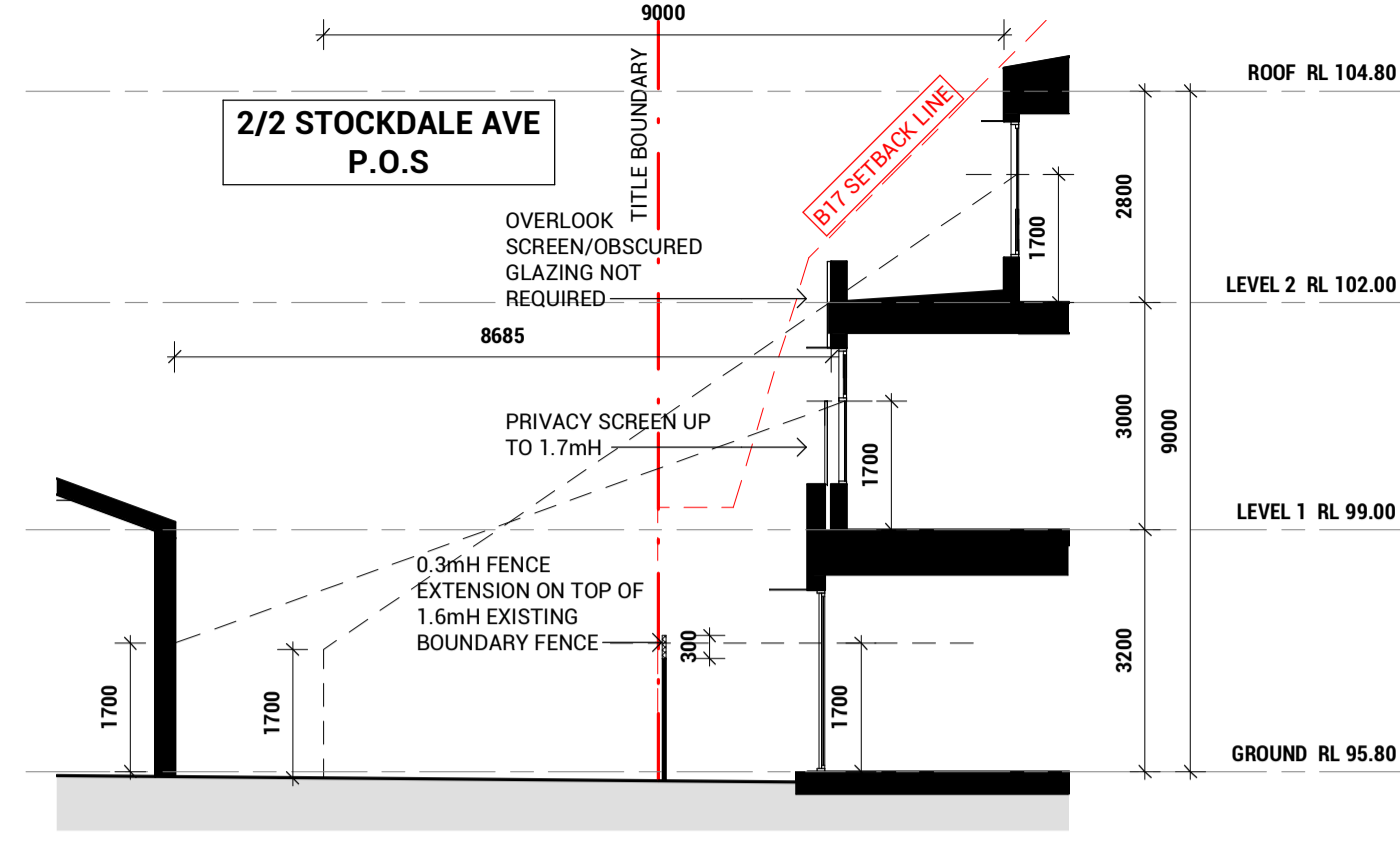 9000
ROOF RL 104.80
2/2 STOCKDALE AVE
P.O.S
TITLE BOUNDARY
B17 SETBACK LINE
2800
1700
OVERLOOK
SCREEN/OBSCURED
GLAZING NOT
REQUIRED
LEVEL 2 RL 102.00
8685
PRIVACY SCREEN UP
TO 1.7mH
1700
3000
9000
LEVEL 1 RL 99.00
0.3mH FENCE
EXTENSION ON TOP OF
1.6mH EXISTING
BOUNDARY FENCE
300
3200
1700
1700
1700
GROUND RL 95.80